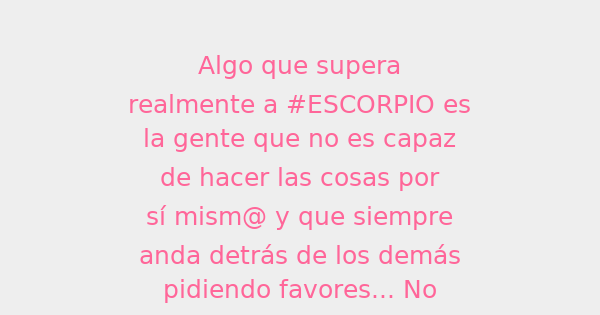 Algo que supera
realmente a #ESCORPIO es
la gente que no es capaz
de hacer las cosas por
sí mism@ y que siempre
anda detrás de los demás
pidiendo favores... No